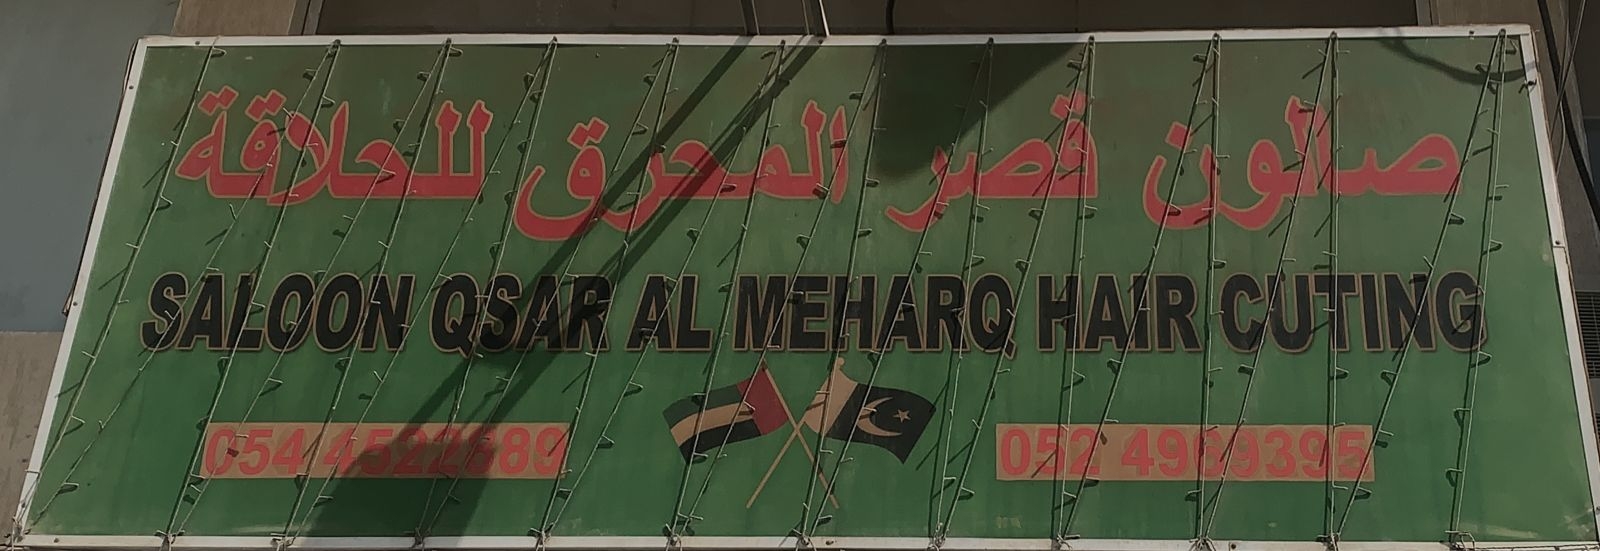 صالون قصر المحرق للحلاقة
SALOON QSAR AL MEHARQ HAIR CUTING
054 4522889 052 4969395